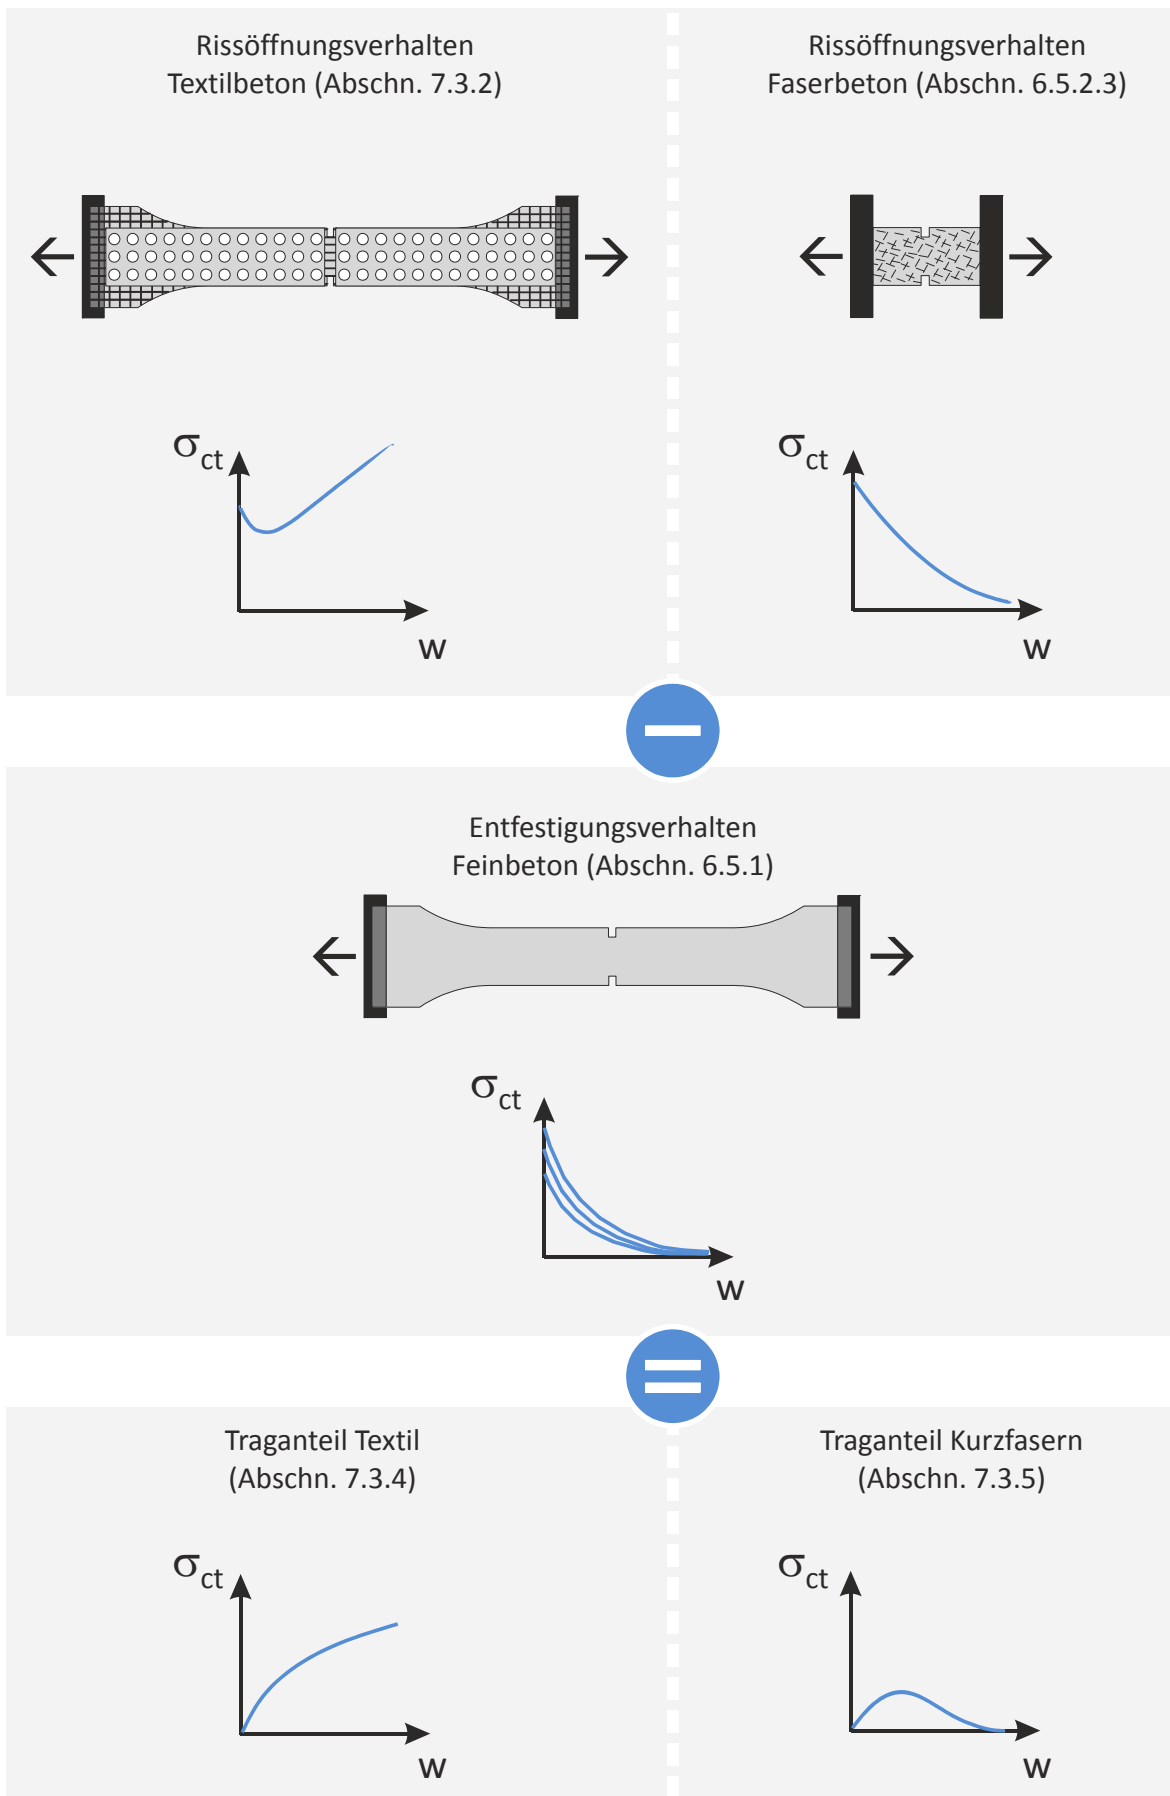 Rissöffnungsverhalten
Textilbeton (Abschn. 7.3.2)
σct
w
Rissöffnungsverhalten
Faserbeton (Abschn. 6.5.2.3)
σct
w
Entfestigungsverhalten
Feinbeton (Abschn. 6.5.1)
σct
w
Traganteil Textil
(Abschn. 7.3.4)
σct
w
Traganteil Kurzfasern
(Abschn. 7.3.5)
σct
w